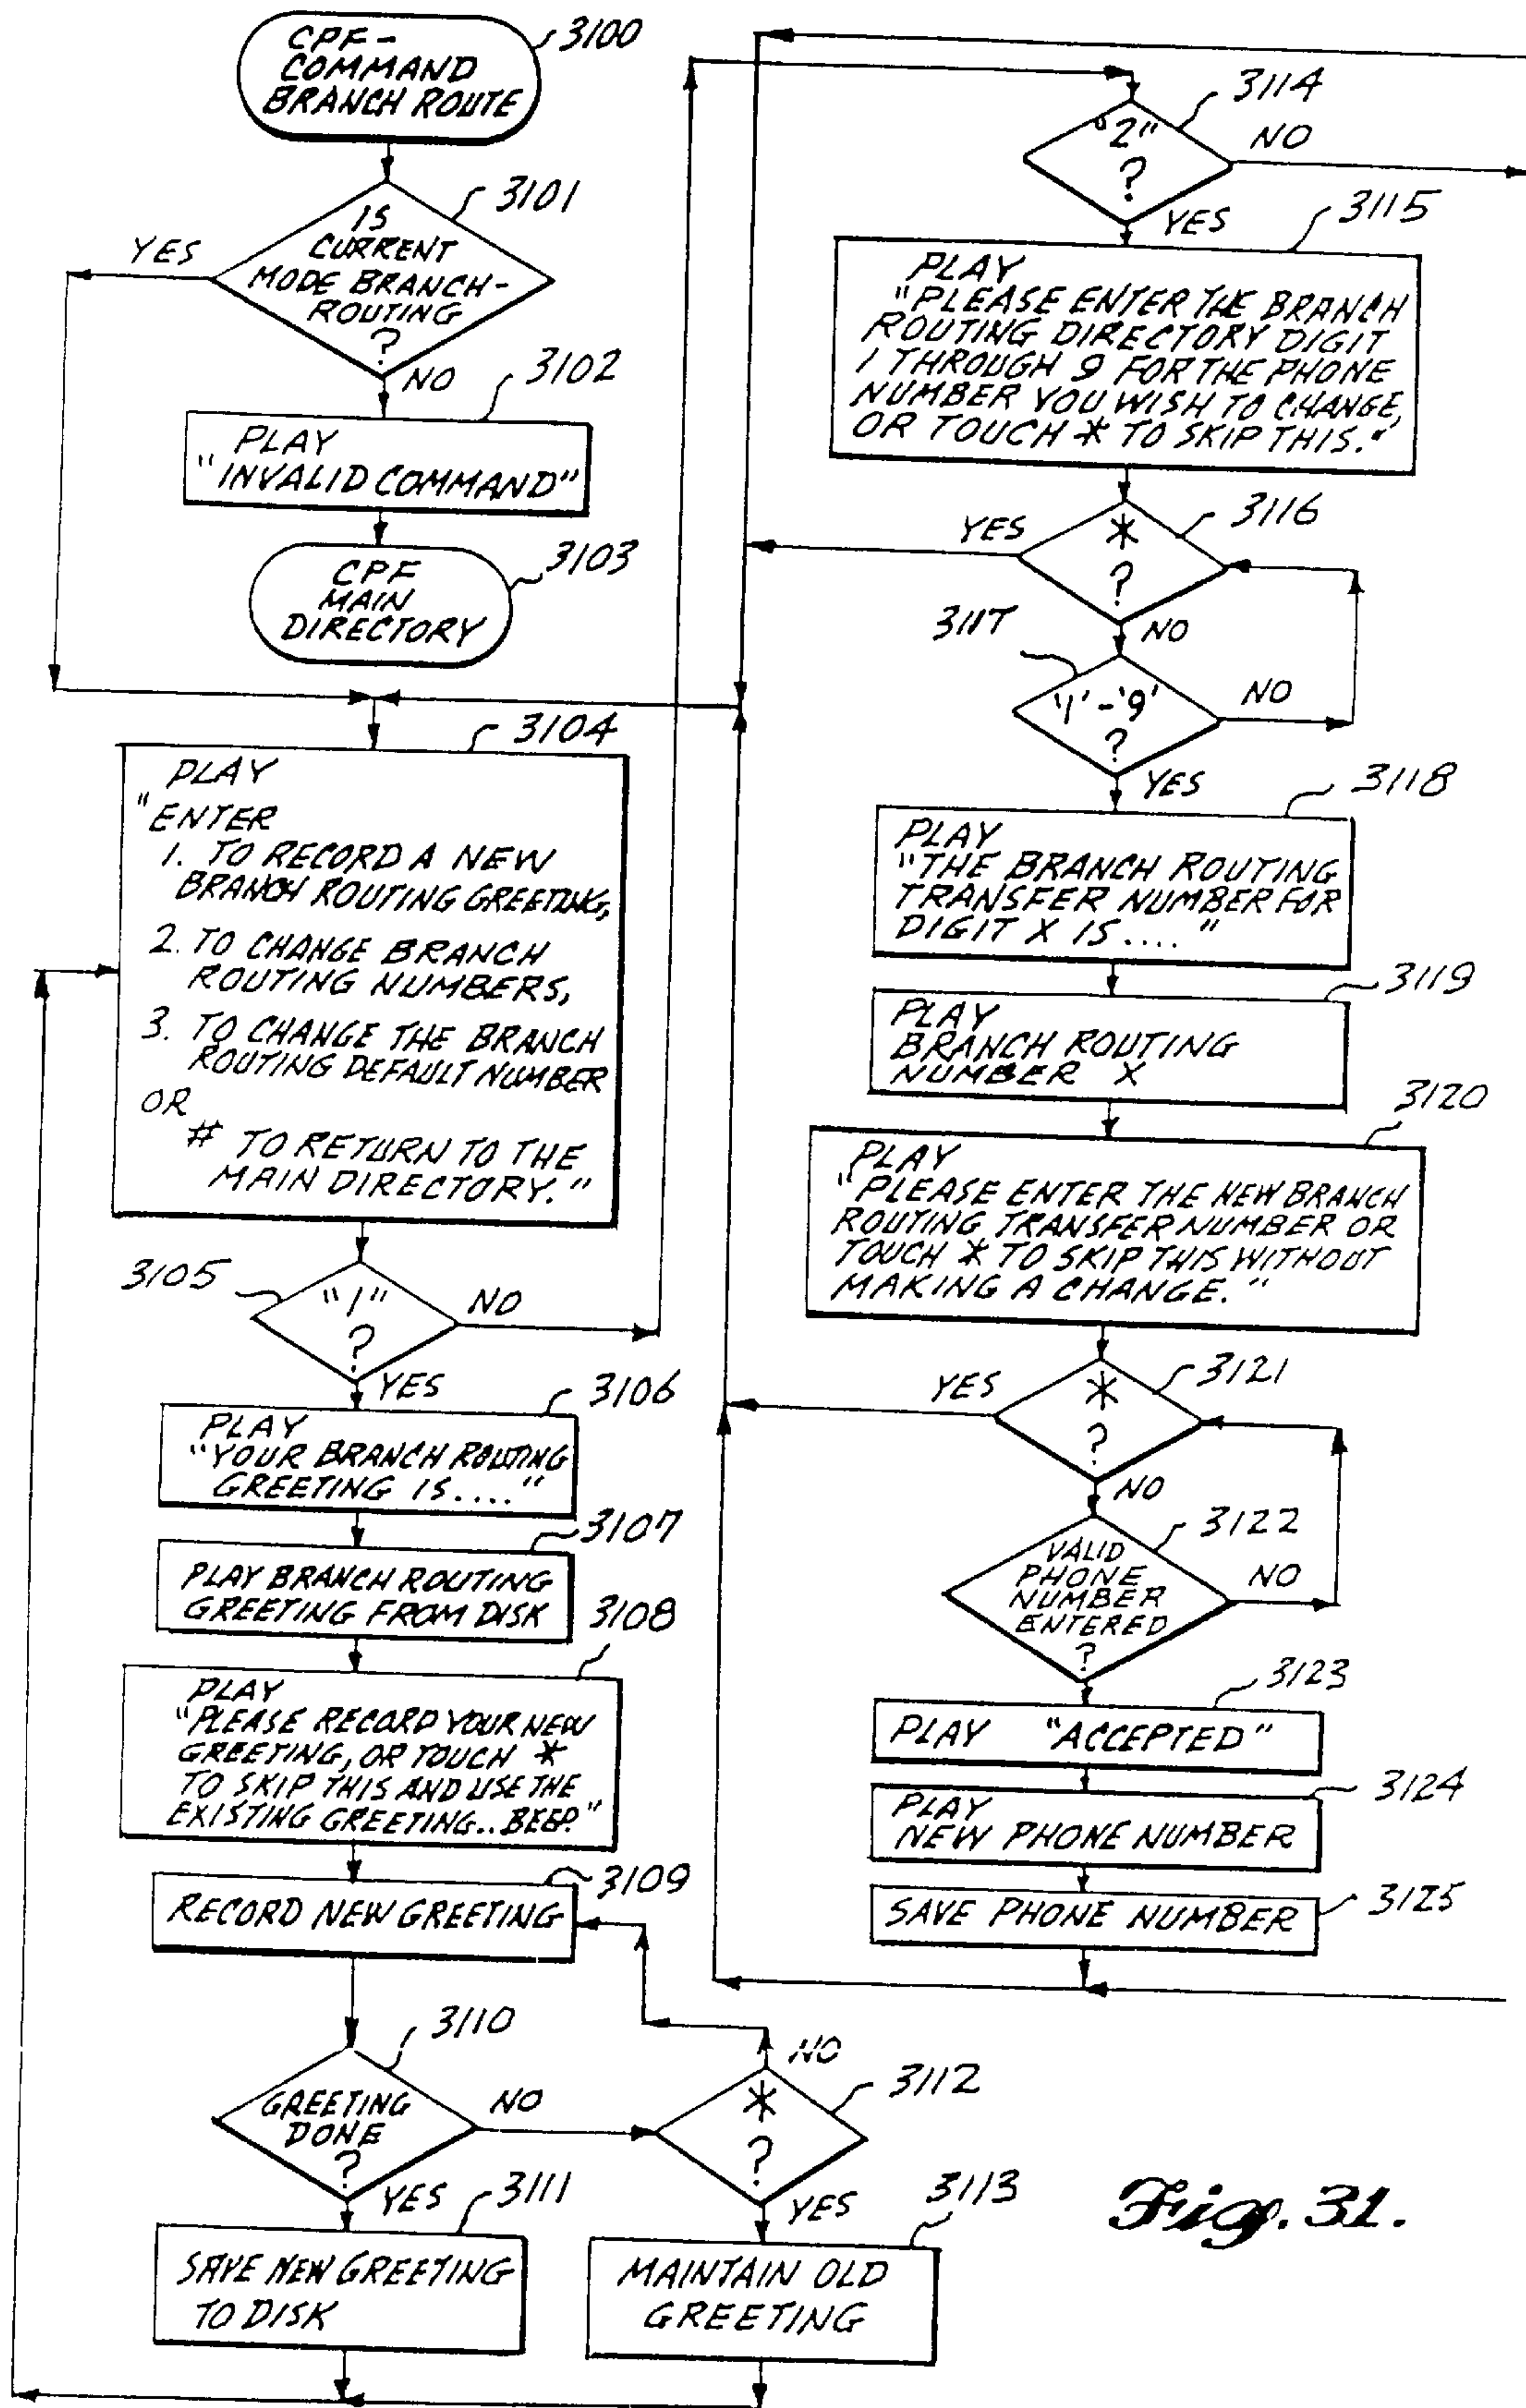 CPF-
COMMAND
BRANCH ROUTE
3100
IS
CURRENT
MODE BRANCH-
ROUTING
?
3101
YES
NO
3102
PLAY
"INVALID COMMAND"
CPF
MAIN
DIRECTORY
3103
3104
PLAY
"ENTER
1. TO RECORD A NEW
BRANCH ROUTING GREETING,
2. TO CHANGE BRANCH
ROUTING NUMBERS,
3. TO CHANGE THE BRANCH
ROUTING DEFAULT NUMBER
OR
# TO RETURN TO THE
MAIN DIRECTORY."
3105
"1"
?
NO
YES
3106
PLAY
"YOUR BRANCH ROUTING
GREETING IS...."
3107
PLAY BRANCH ROUTING
GREETING FROM DISK
3108
PLAY
"PLEASE RECORD YOUR NEW
GREETING, OR TOUCH *
TO SKIP THIS AND USE THE
EXISTING GREETING..BEEP."
3109
RECORD NEW GREETING
3110
GREETING
DONE
?
NO
YES
3111
SAVE NEW GREETING
TO DISK
NO
3112
*
?
YES
3113
MAINTAIN OLD
GREETING
3114
"2"
?
NO
YES
3115
PLAY
"PLEASE ENTER THE BRANCH
ROUTING DIRECTORY DIGIT
1 THROUGH 9 FOR THE PHONE
NUMBER YOU WISH TO CHANGE,
OR TOUCH * TO SKIP THIS."
3116
*
?
YES
NO
3117
'1'-'9'
?
NO
YES
3118
PLAY
"THE BRANCH ROUTING
TRANSFER NUMBER FOR
DIGIT X IS...."
3119
PLAY
BRANCH ROUTING
NUMBER X
3120
PLAY
"PLEASE ENTER THE NEW BRANCH
ROUTING TRANSFER NUMBER OR
TOUCH * TO SKIP THIS WITHOUT
MAKING A CHANGE."
3121
*
?
YES
NO
3122
VALID
PHONE
NUMBER
ENTERED
?
NO
3123
PLAY "ACCEPTED"
3124
PLAY
NEW PHONE NUMBER
3125
SAVE PHONE NUMBER
Fig. 31.